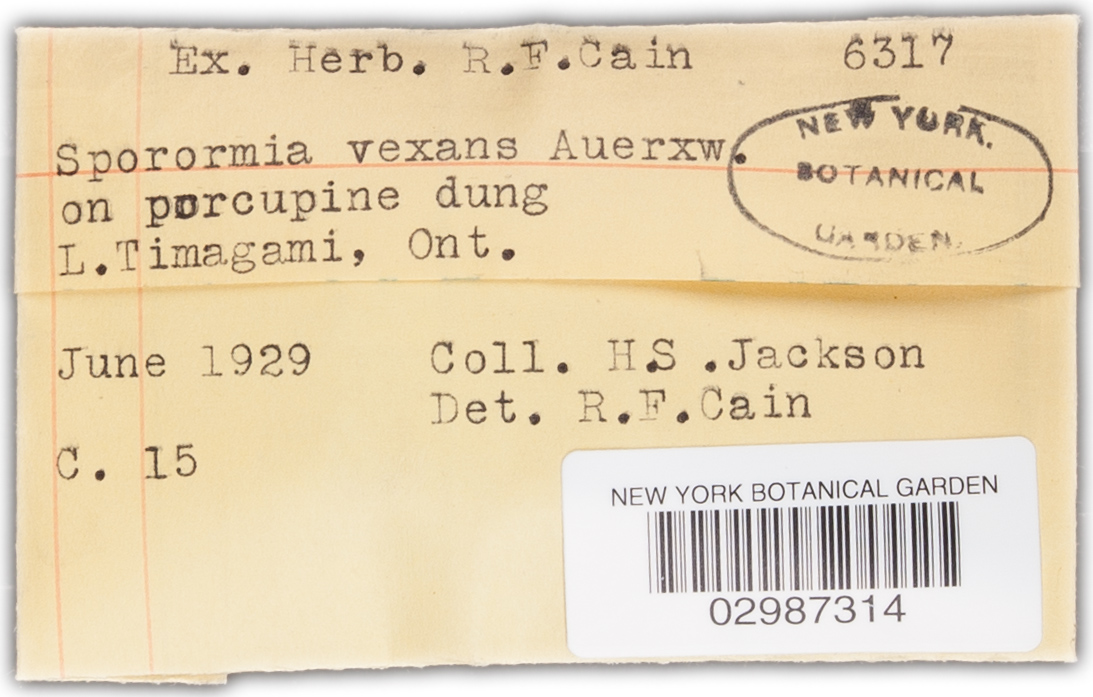 Ex. Herb. R.F.Cain 6317
Sporormia vexans Auerxw.
on porcupine dung
L.Timagami, Ont.
NEW YORK.
BOTANICAL
GARDEN.
June 1929 Coll. H.S .Jackson
Det. R.F.Cain
C. 15
NEW YORK BOTANICAL GARDEN
02987314